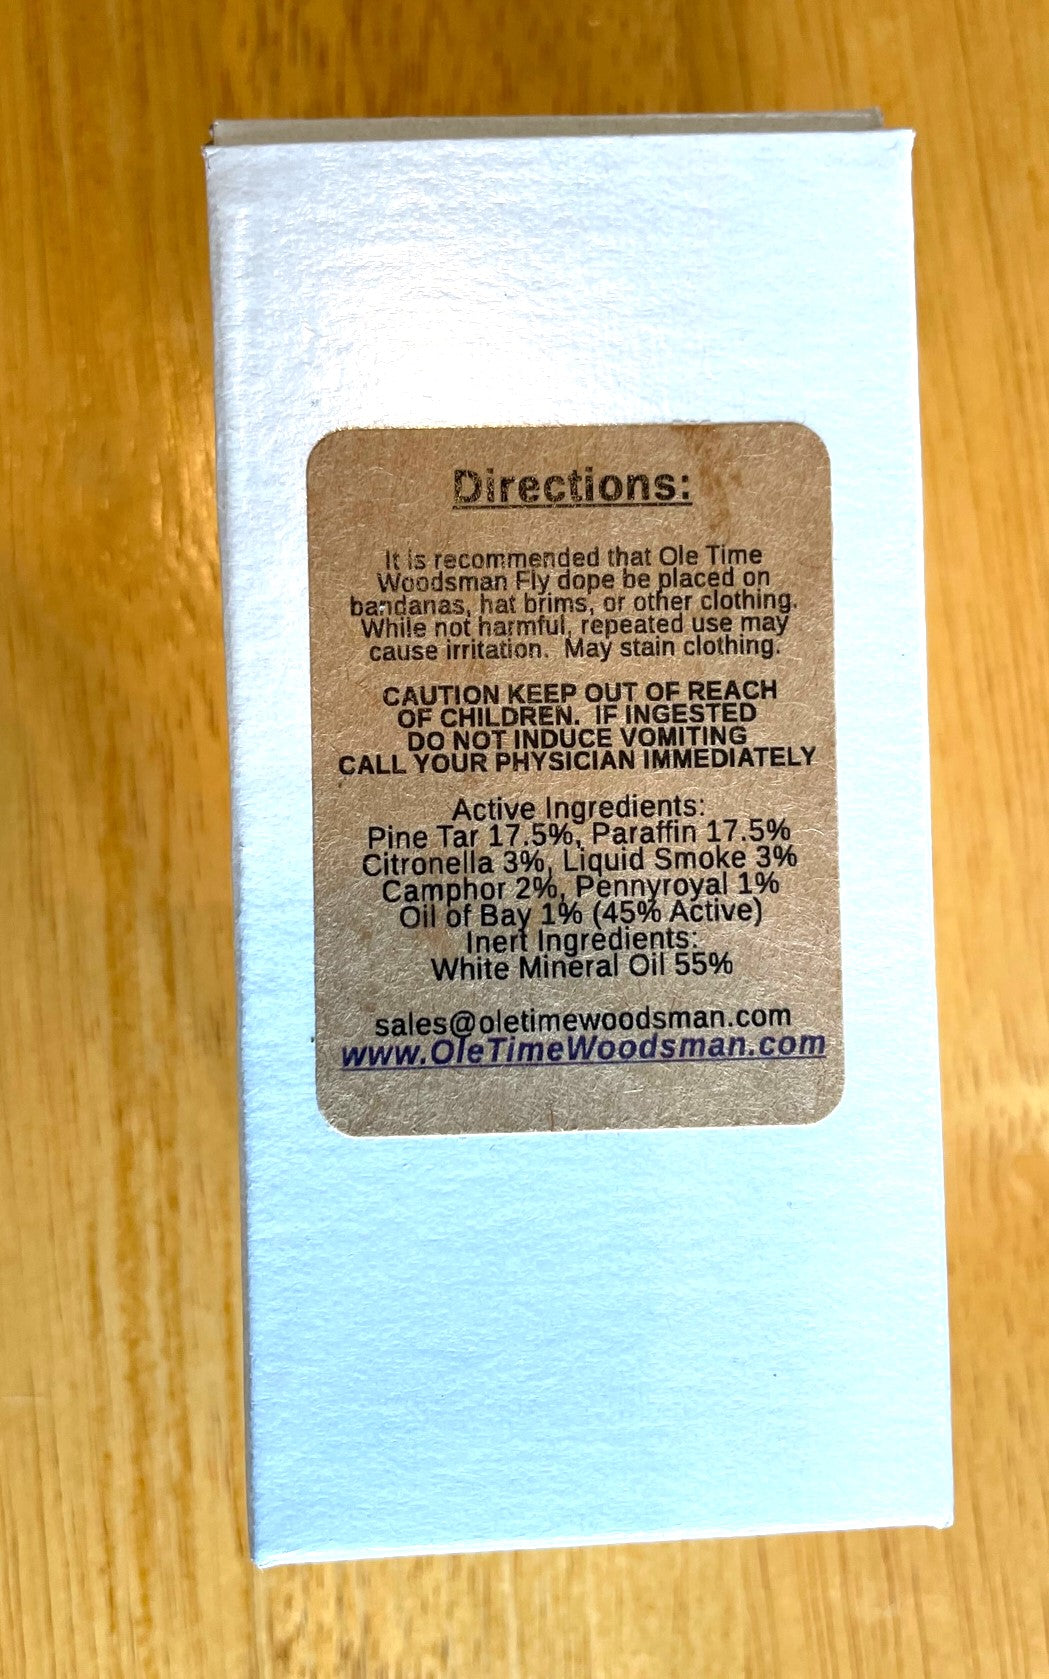 Directions:
It is recommended that Ole Time
Woodsman Fly dope be placed on
bandanas, hat brims, or other clothing.
While not harmful, repeated use may
cause irritation.  May stain clothing.
CAUTION KEEP OUT OF REACH
OF CHILDREN.  IF INGESTED
DO NOT INDUCE VOMITING
CALL YOUR PHYSICIAN IMMEDIATELY
Active Ingredients:
Pine Tar 17.5%, Paraffin 17.5%
Citronella 3%, Liquid Smoke 3%
Camphor 2%, Pennyroyal 1%
Oil of Bay 1% (45% Active)
Inert Ingredients:
White Mineral Oil 55%
sales@oletimewoodsman.com
www.OleTimeWoodsman.com